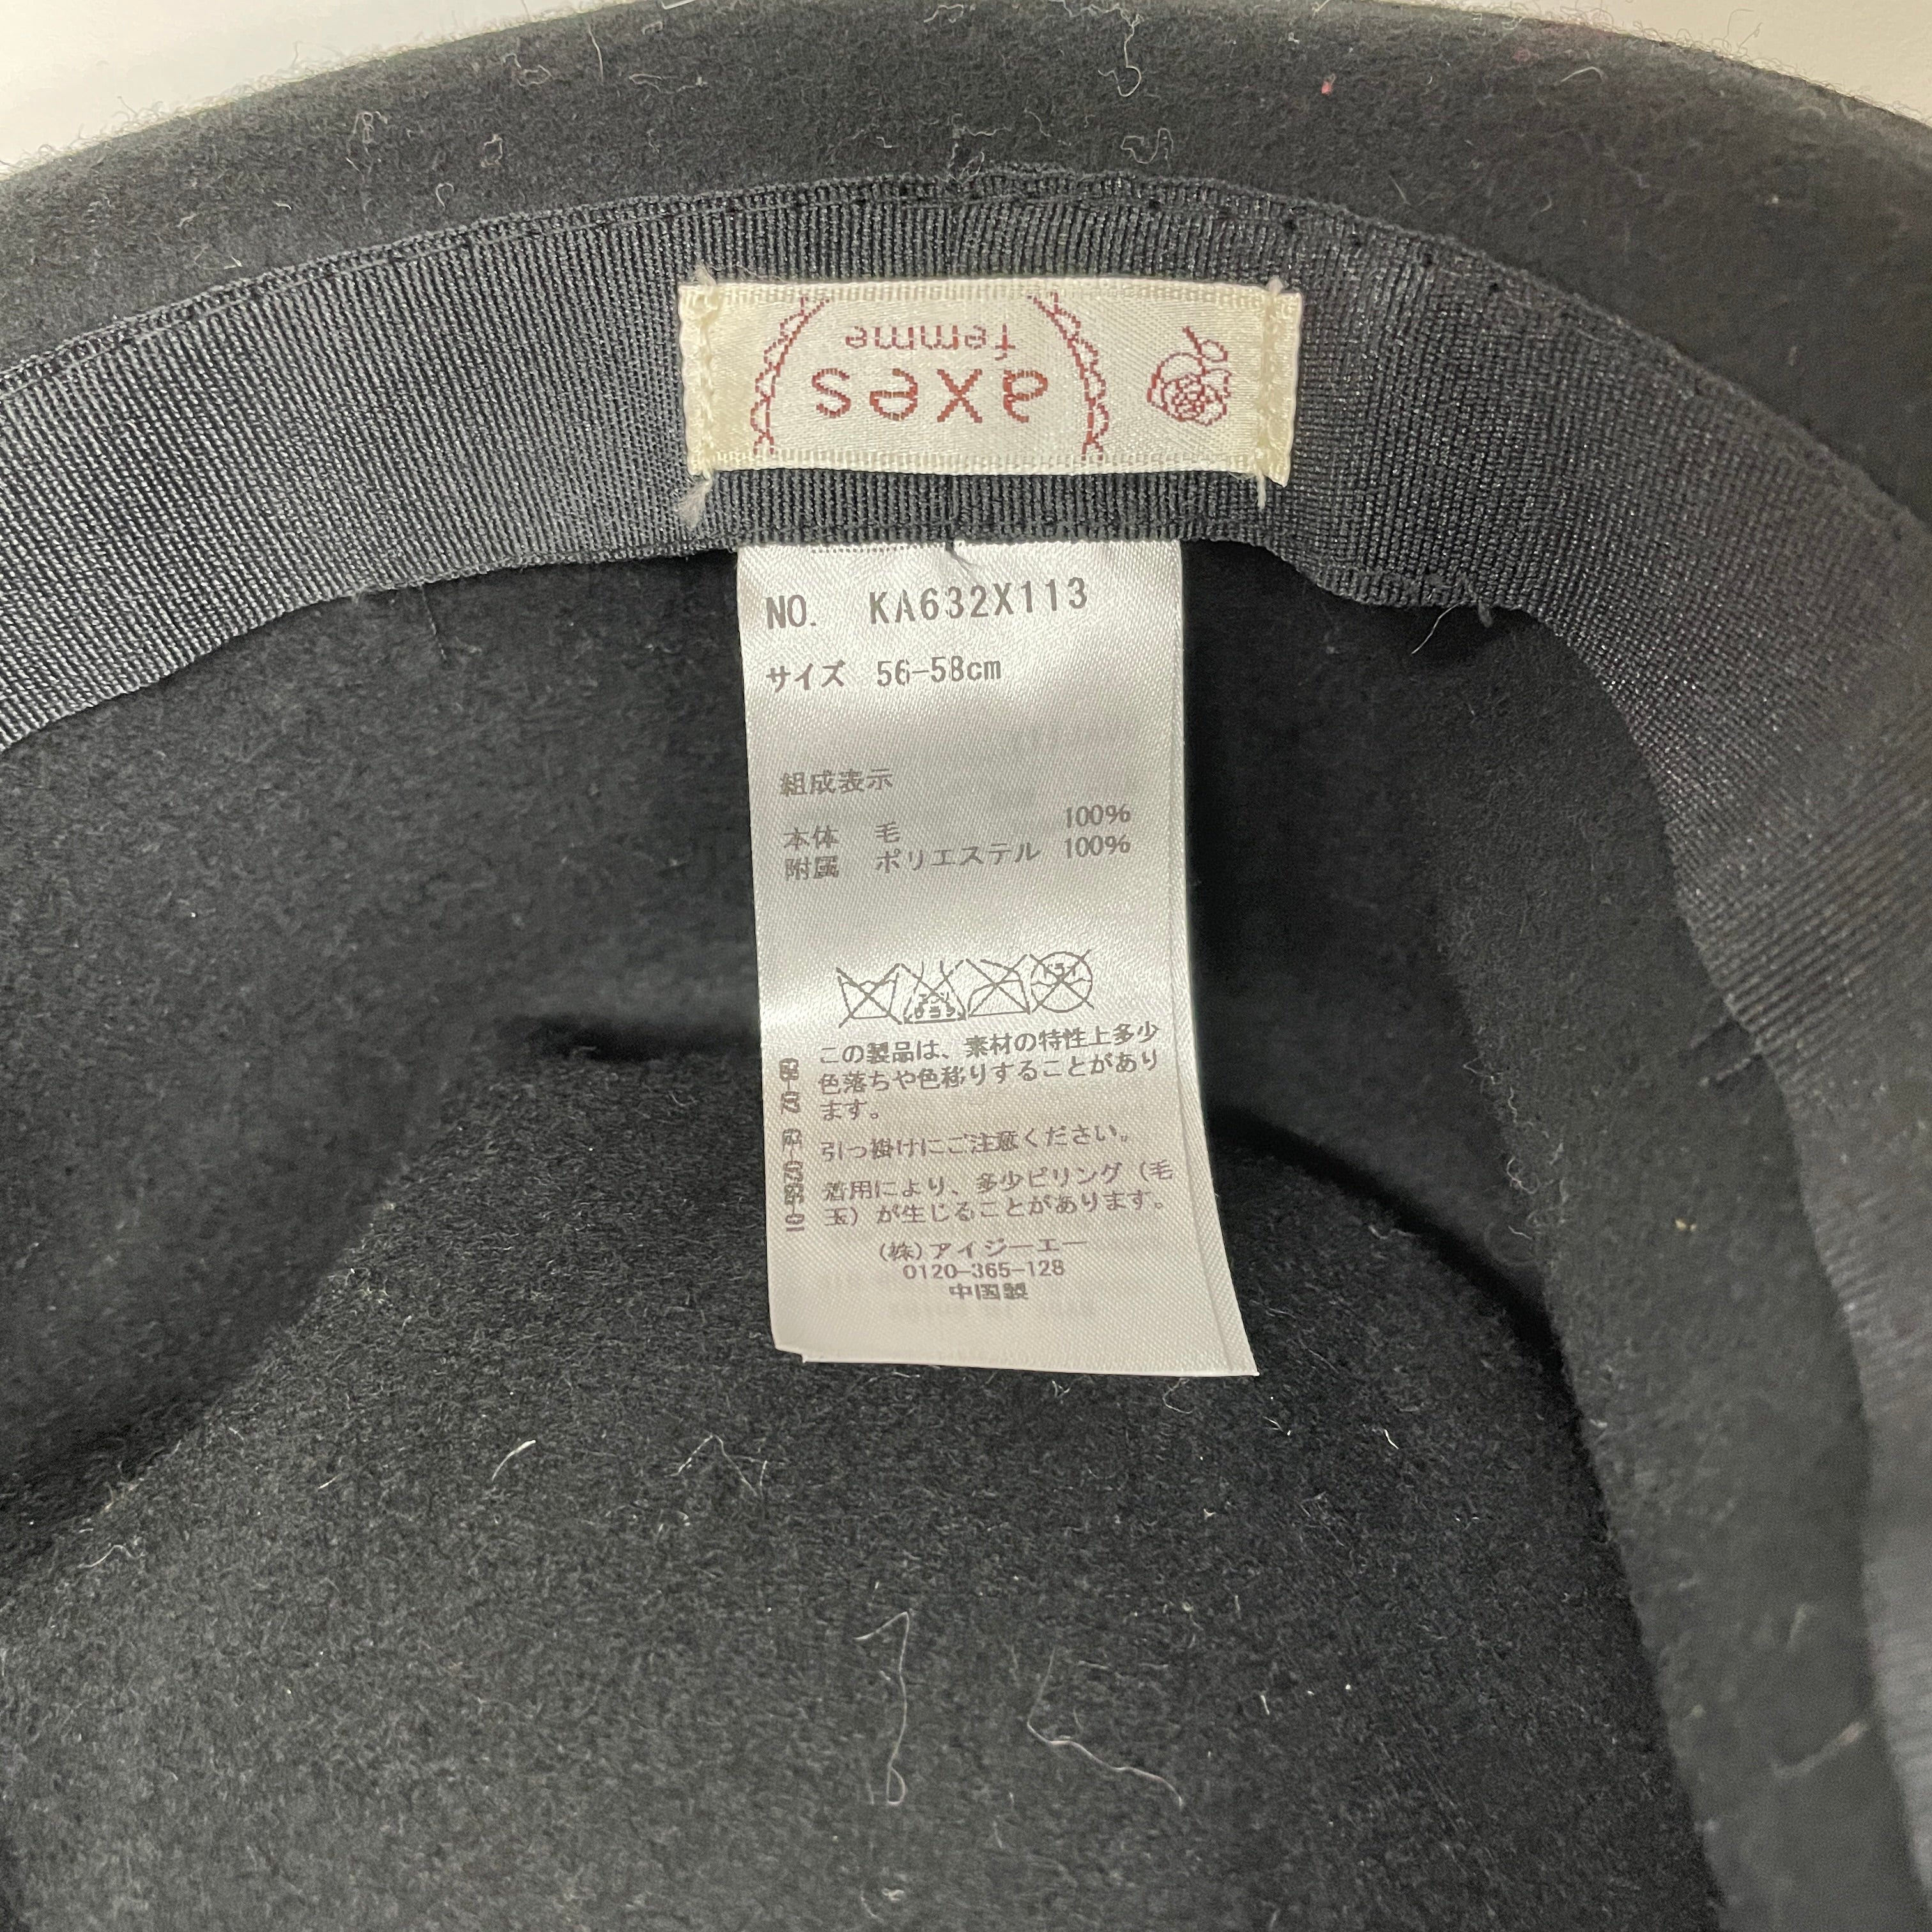 axes
femme
NO. KA632X113
サイズ 56-58cm
組成表示
本体 毛 100%
附属 ポリエステル 100%
この製品は、素材の特性上多少
色落ちや色移りすることがあり
ます。
引っ掛けにご注意ください。
着用により、多少ピリング（毛
玉）が生じることがあります。
(株)アイジーエー
0120-365-128
中国製